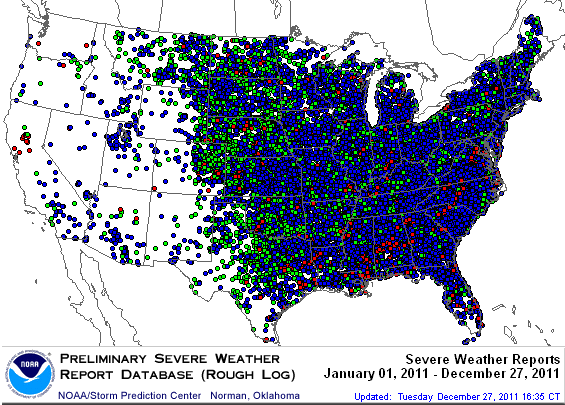 NOAA
PRELIMINARY SEVERE WEATHER
REPORT DATABASE (ROUGH LOG)
NOAA/Storm Prediction Center Norman, Oklahoma
Severe Weather Reports
January 01, 2011 - December 27, 2011
Updated: Tuesday December 27, 2011 16:35 CT